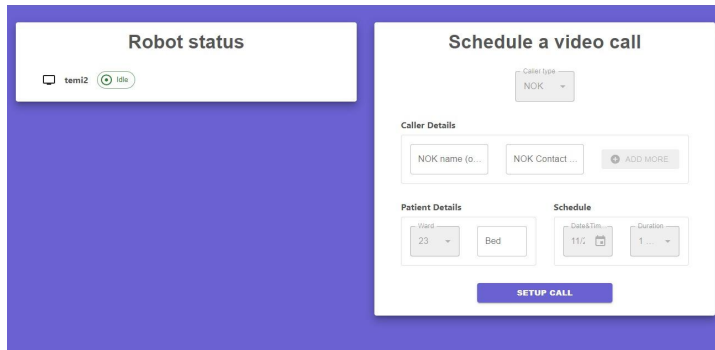 Robot status
temi2 Idle
Schedule a video call
Caller type
NOK
Caller Details
NOK name (o... NOK Contact ... ADD MORE
Patient Details Schedule
Ward Date&Tim... Duration
23 Bed 11/2 1 ...
SETUP CALL